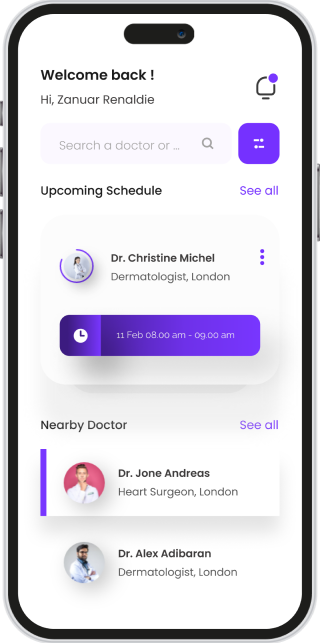 Welcome back !
Hi, Zanuar Renaldie
Search a doctor or ...
Upcoming Schedule
See all
Dr. Christine Michel
Dermatologist, London
11 Feb 08.00 am - 09.00 am
Nearby Doctor
See all
Dr. Jone Andreas
Heart Surgeon, London
Dr. Alex Adibaran
Dermatologist, London